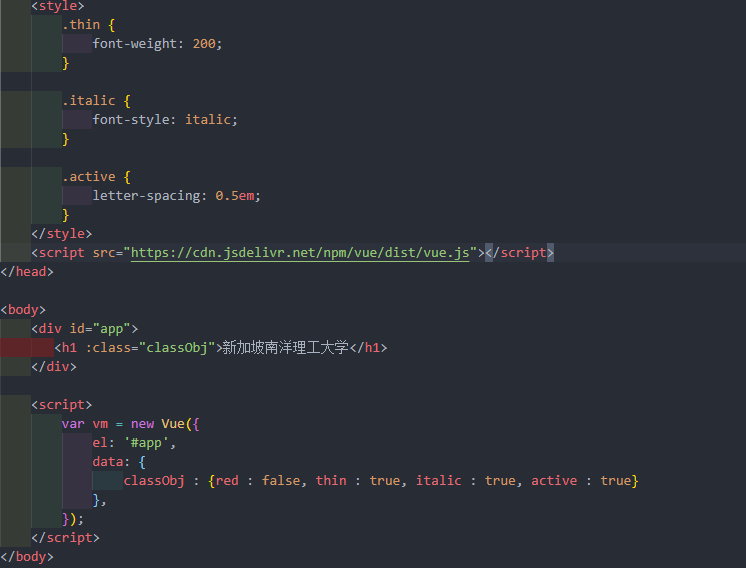 <style>
.thin {
font-weight: 200;
}
.italic {
font-style: italic;
}
.active {
letter-spacing: 0.5em;
}
</style>
<script src="https://cdn.jsdelivr.net/npm/vue/dist/vue.js"></script>
</head>
<body>
<div id="app">
<h1 :class="classObj">新加坡南洋理工大学</h1>
</div>
<script>
var vm = new Vue({
el: '#app',
data: {
classObj : {red : false, thin : true, italic : true, active : true}
},
});
</script>
</body>